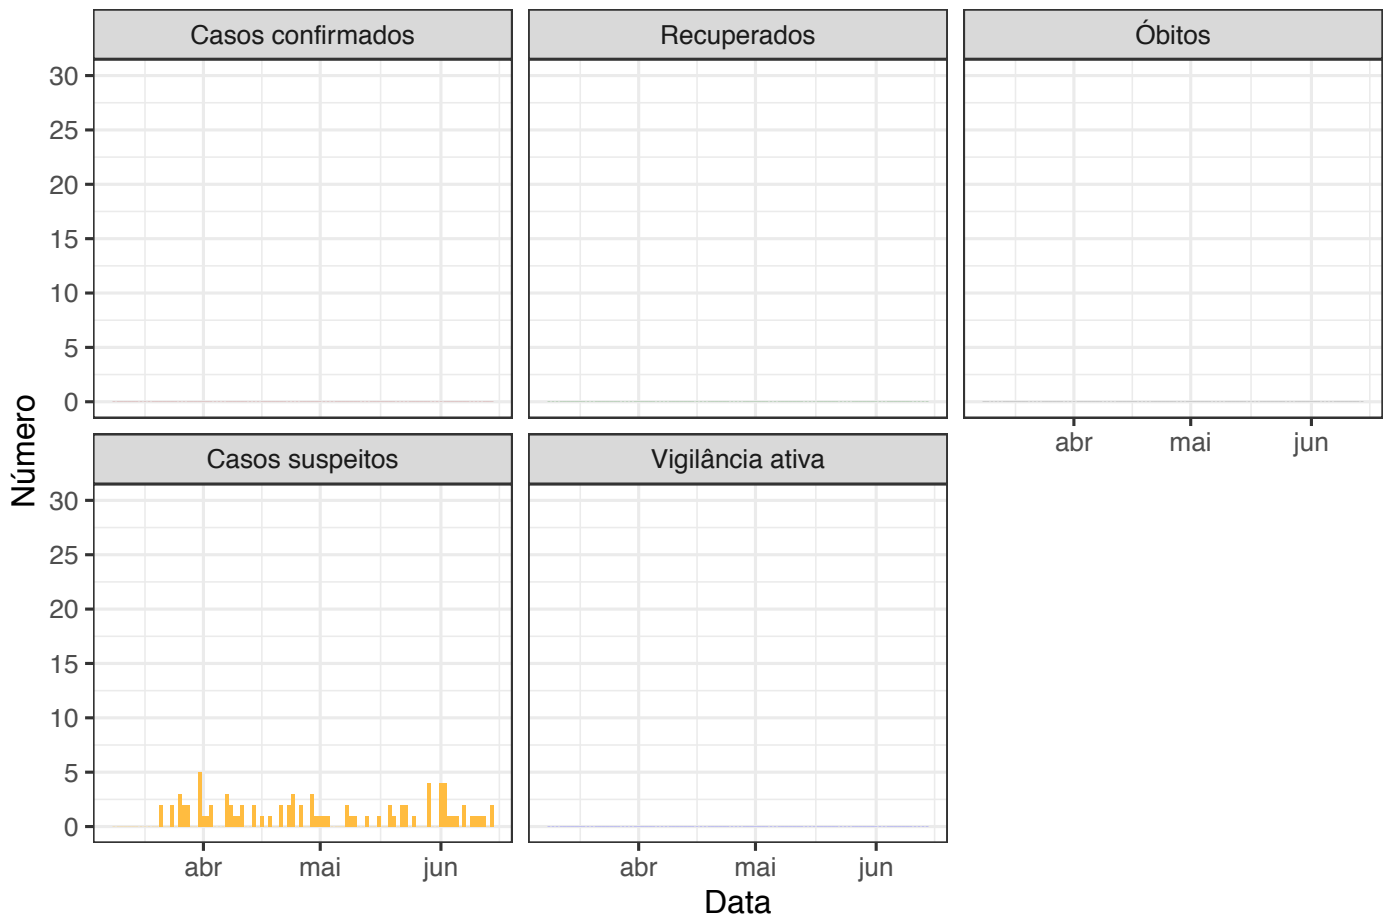 Casos confirmados
Recuperados
Óbitos
30
25
20
15
10
5
0
abr mai jun
Casos suspeitos
Vigilância ativa
30
25
20
15
10
5
0
abr mai jun
abr mai jun
Número
Data